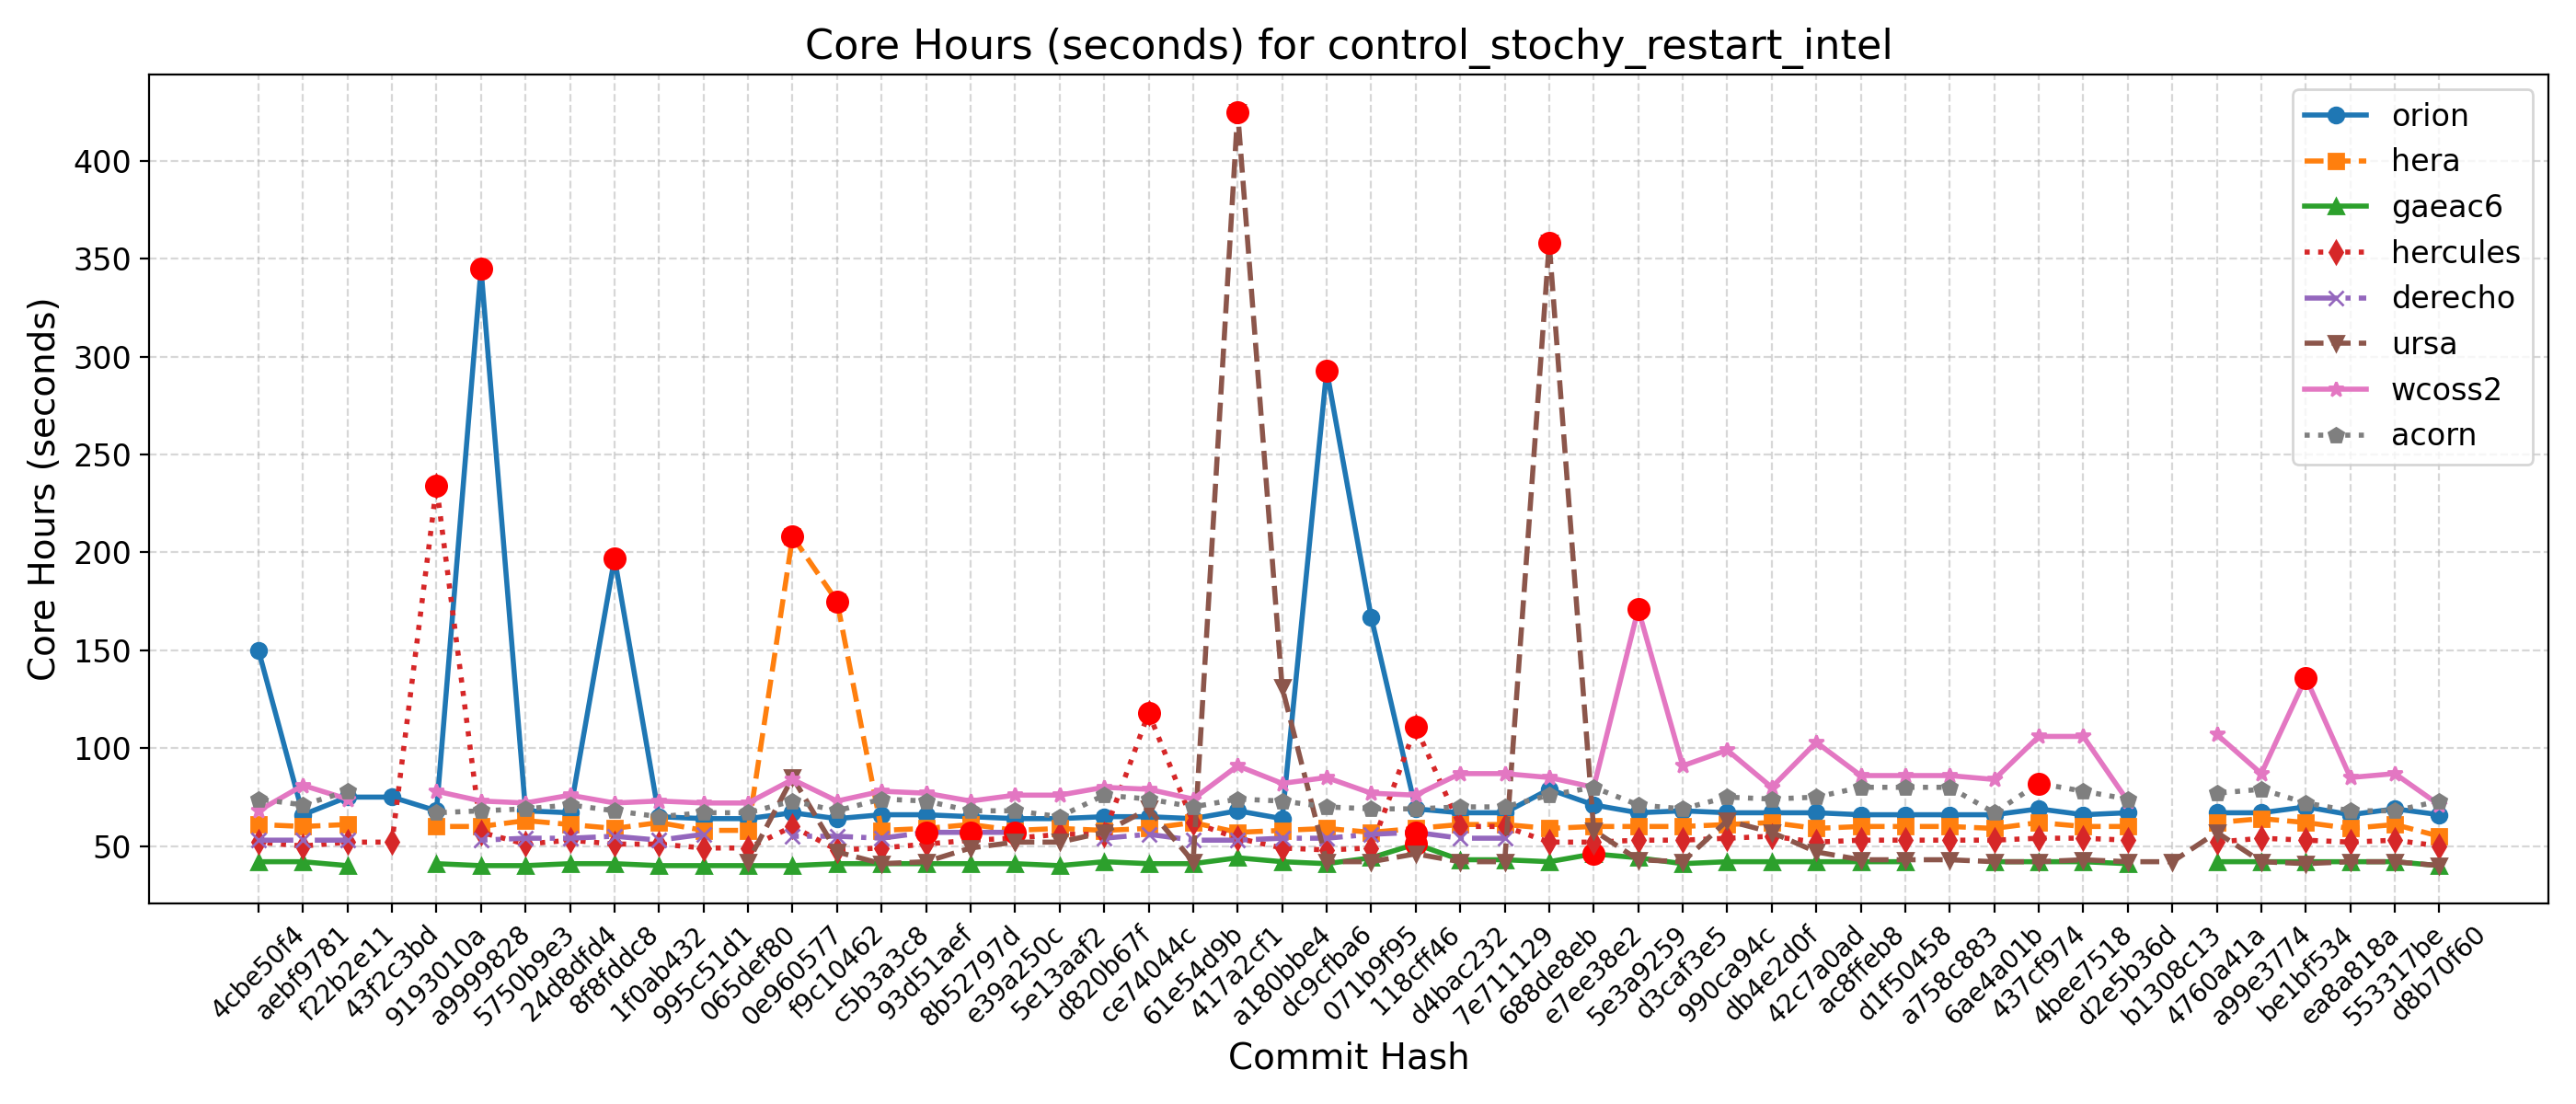 Core Hours (seconds) for control_stochy_restart_intel
Core Hours (seconds)
400
350
300
250
200
150
100
50
orion
hera
gaeac6
hercules
derecho
ursa
wcoss2
acorn
4cbe50f4
aebf9781
f22b2e11
43f2c3bd
9193010a
a9999828
5750b9e3
24d8dfd4
8f8fddc8
1f0ab432
995c51d1
065def80
0e960577
f9c10462
c5b3a3c8
93d51aef
8b52797d
e39a250c
5e13aaf2
d820b67f
ce74044c
61e54d9b
417a2cf1
a180bbe4
dc9cfba6
071b9f95
118cff46
d4bac232
7e711129
688de8eb
e7ee38e2
5e3a9259
d3caf3e5
990ca94c
db4e2d0f
42c7a0ad
ac8ffeb8
d1f50458
a758c883
6ae4a01b
437cf974
4bee7518
d2e5b36d
b1308c13
4760a41a
a99e3774
be1bf534
ea8a818a
553317be
d8b70f60
Commit Hash